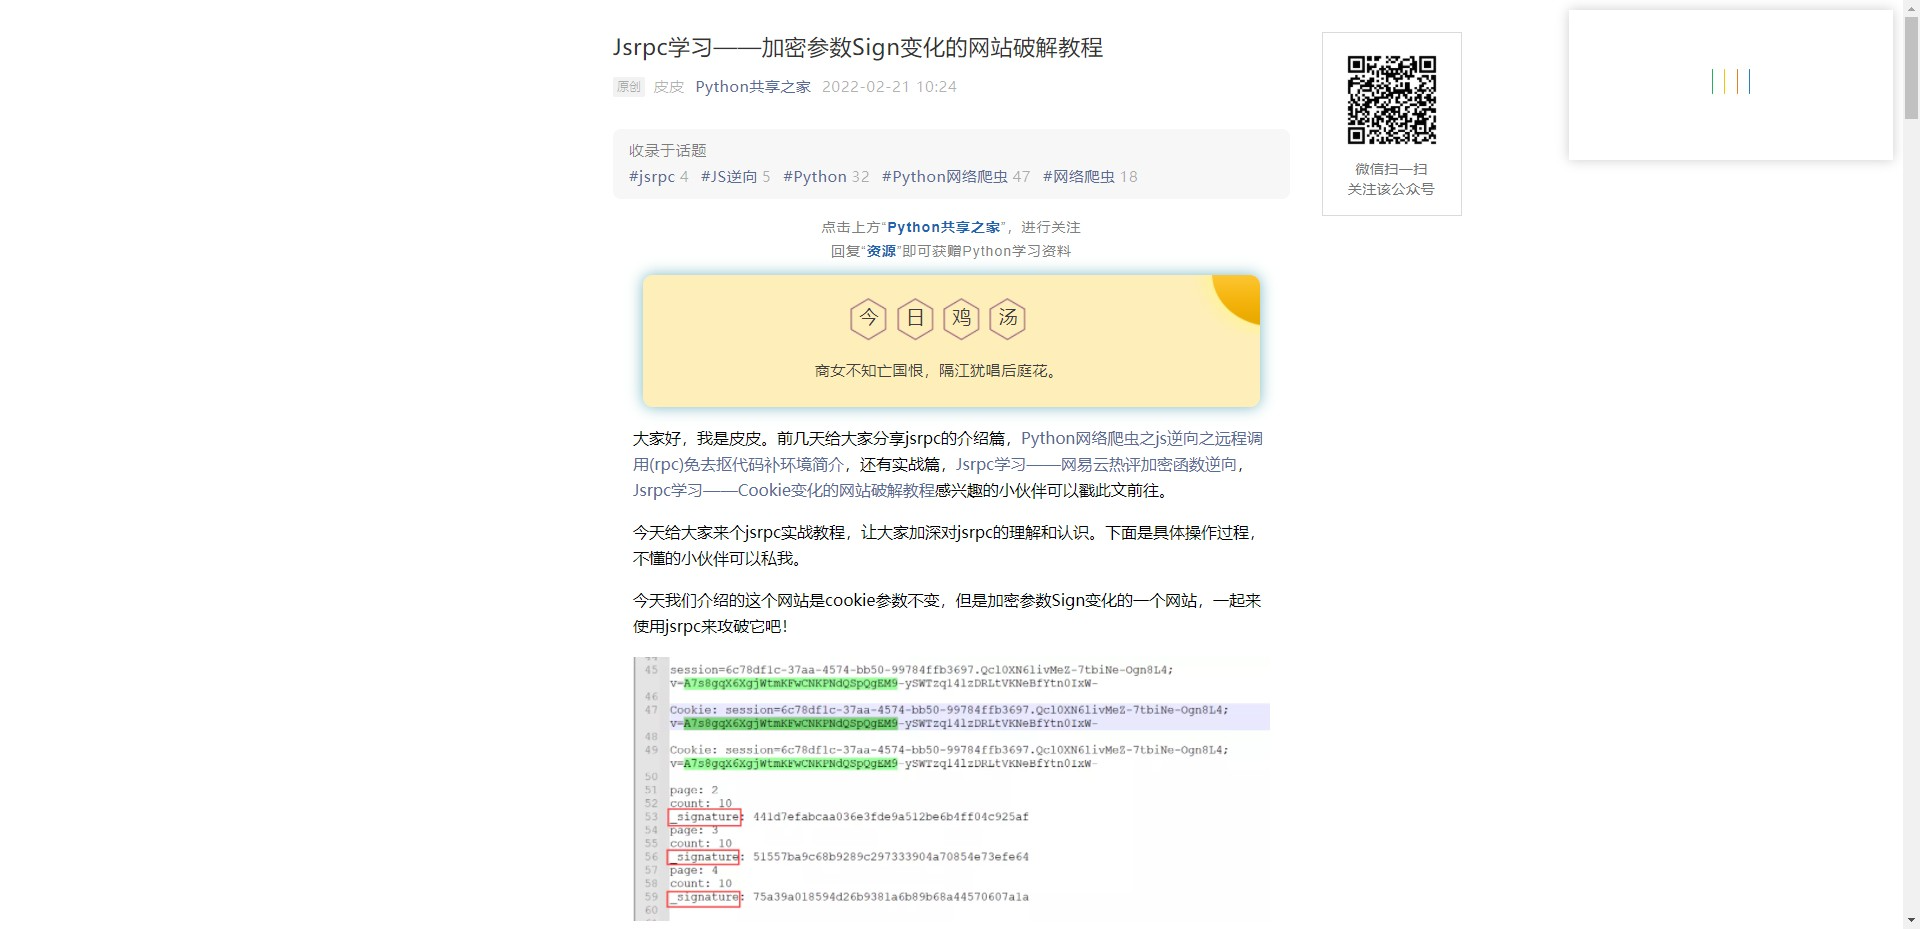 Jsrpc学习——加密参数Sign变化的网站破解教程
原创 皮皮 Python共享之家 2022-02-21 10:24
收录于话题
#jsrpc 4 #JS逆向 5 #Python 32 #Python网络爬虫 47 #网络爬虫 18
微信扫一扫
关注该公众号
点击上方“Python共享之家”，进行关注
回复“资源”即可获赠Python学习资料
今日鸡汤
商女不知亡国恨，隔江犹唱后庭花。
大家好，我是皮皮。前几天给大家分享jsrpc的介绍篇，Python网络爬虫之js逆向之远程调
用(rpc)免去抠代码补环境简介，还有实战篇，Jsrpc学习——网易云热评加密函数逆向，
Jsrpc学习——Cookie变化的网站破解教程感兴趣的小伙伴可以戳此文前往。
今天给大家来个jsrpc实战教程，让大家加深对jsrpc的理解和认识。下面是具体操作过程，
不懂的小伙伴可以私我。
今天我们介绍的这个网站是cookie参数不变，但是加密参数Sign变化的一个网站，一起来
使用jsrpc来攻破它吧！
44
45 session=6c78df1c-37aa-4574-bb50-99784ffb3697.Qcl0XN6livMeZ-7tbiNe-Ogn8L4;
v=A7s8gqX6XgjWtmKFwCNKPNdQSpQgEM9-ySWTzq14lzDRLtVKNeBfYtn0IxW-
46
47 Cookie: session=6c78df1c-37aa-4574-bb50-99784ffb3697.Qcl0XN6livMeZ-7tbiNe-Ogn8L4;
v=A7s8gqX6XgjWtmKFwCNKPNdQSpQgEM9-ySWTzq14lzDRLtVKNeBfYtn0IxW-
48
49 Cookie: session=6c78df1c-37aa-4574-bb50-99784ffb3697.Qcl0XN6livMeZ-7tbiNe-Ogn8L4;
v=A7s8gqX6XgjWtmKFwCNKPNdQSpQgEM9-ySWTzq14lzDRLtVKNeBfYtn0IxW-
50
51 page: 2
52 count: 10
53 _signature: 441d7efabcaa036e3fde9a512be6b4ff04c925af
54 page: 3
55 count: 10
56 _signature: 51557ba9c68b9289c297333904a70854e73efe64
57 page: 4
58 count: 10
59 _signature: 75a39a018594d26b9381a6b89b68a44570607a1a
60